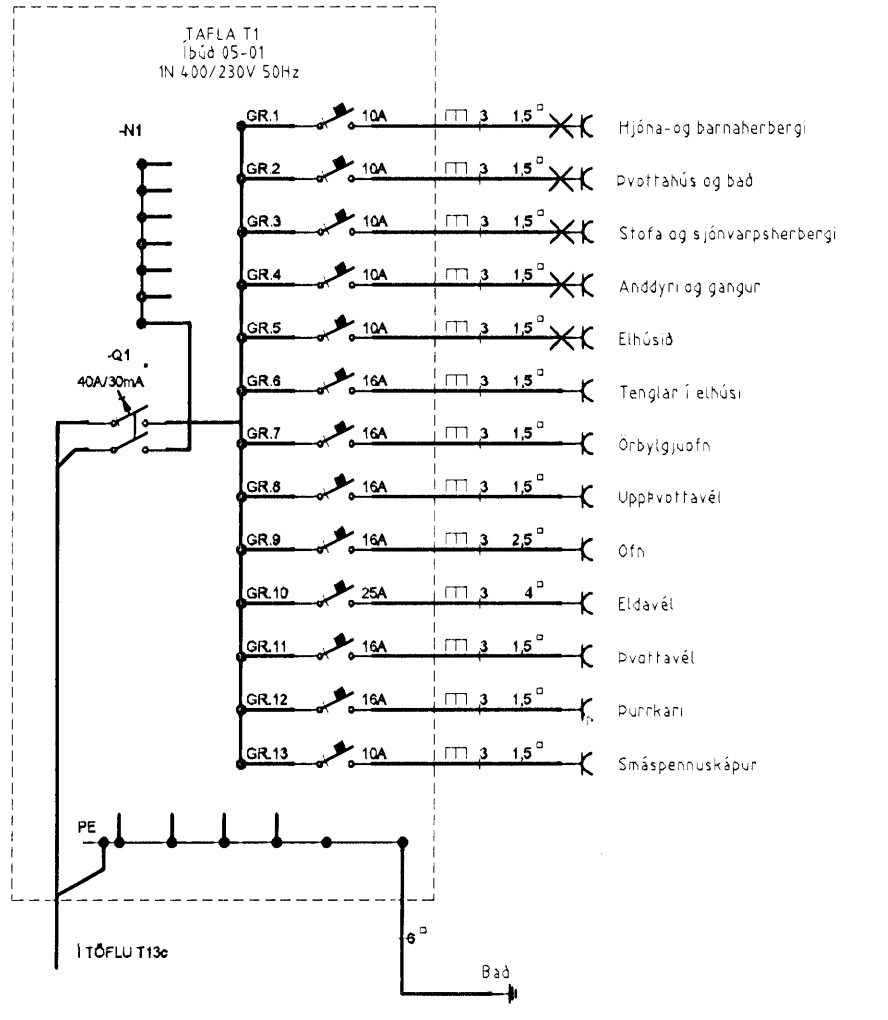 TAFLA T1
Íbúð 05-01
1N 400/230V 50Hz
-N1
GR.1 10A 3 1,5 Hjóna-og barnaherbergi
GR.2 10A 3 1,5 Þvottahús og bað
GR.3 10A 3 1,5 Stofa og sjónvarpsherbergi
GR.4 10A 3 1,5 Anddyri og gangur
GR.5 10A 3 1,5 Elhúsið
-Q1
40A/30mA
GR.6 16A 3 1,5 Tenglar í elhúsi
GR.7 16A 3 1,5 Örbylgjuofn
GR.8 16A 3 1,5 Uppþvottavél
GR.9 16A 3 2,5 Ofn
GR.10 25A 3 4 Eldavél
GR.11 16A 3 1,5 Þvottavél
GR.12 16A 3 1,5 Þurrkari
GR.13 10A 3 1,5 Smáspennuskápur
PE
6
Í TÖFLU T13c
Bað